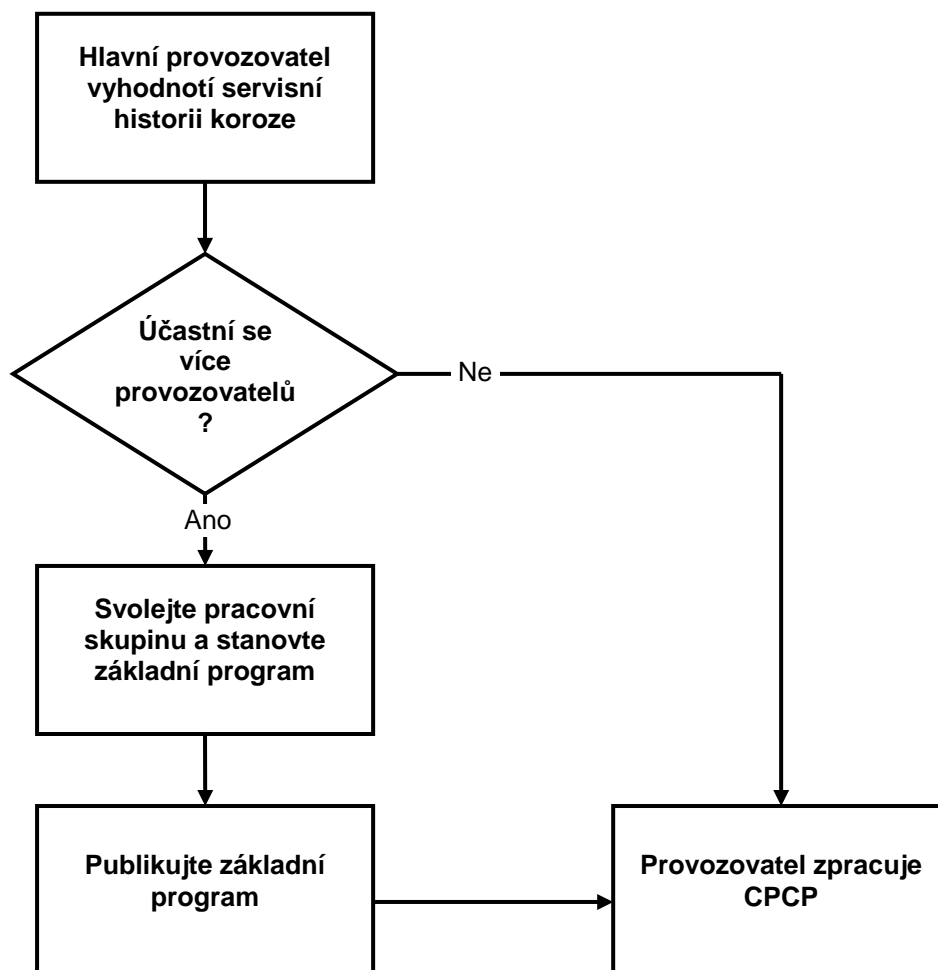 Hlavní provozovatel
vyhodnotí servisní
historii koroze
Účastní se
více
provozovatelů
?
Ne
Ano
Svolejte pracovní
skupinu a stanovte
základní program
Publikujte základní
program
Provozovatel zpracuje
CPCP